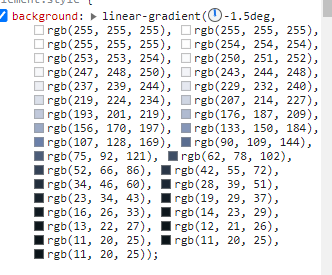 element.style {
background: linear-gradient(-1.5deg,
rgb(255, 255, 255), rgb(255, 255, 255),
rgb(255, 255, 255), rgb(254, 254, 254),
rgb(253, 253, 254), rgb(250, 251, 252),
rgb(247, 248, 250), rgb(243, 244, 248),
rgb(237, 239, 244), rgb(229, 232, 240),
rgb(219, 224, 234), rgb(207, 214, 227),
rgb(193, 201, 219), rgb(176, 187, 209),
rgb(156, 170, 197), rgb(133, 150, 184),
rgb(107, 128, 169), rgb(90, 109, 144),
rgb(75, 92, 121), rgb(62, 78, 102),
rgb(52, 66, 86), rgb(42, 55, 72),
rgb(34, 46, 60), rgb(28, 39, 51),
rgb(23, 34, 43), rgb(19, 29, 37),
rgb(16, 26, 33), rgb(14, 23, 29),
rgb(13, 22, 27), rgb(12, 21, 26),
rgb(11, 20, 25), rgb(11, 20, 25),
rgb(11, 20, 25));